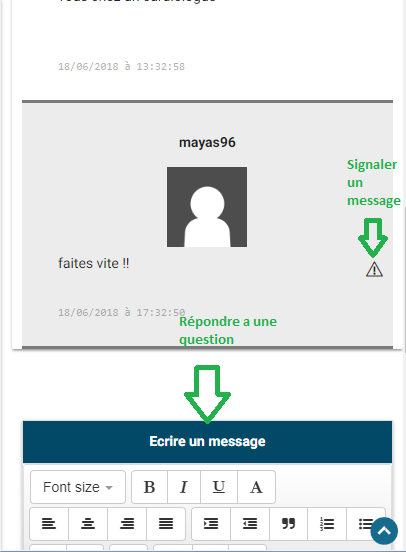 18/06/2018 à 13:32:58
mayas96
Signaler
un
message
faites vite !!
18/06/2018 à 17:32:50
Répondre a une
question
Ecrire un message
Font size
B I U A